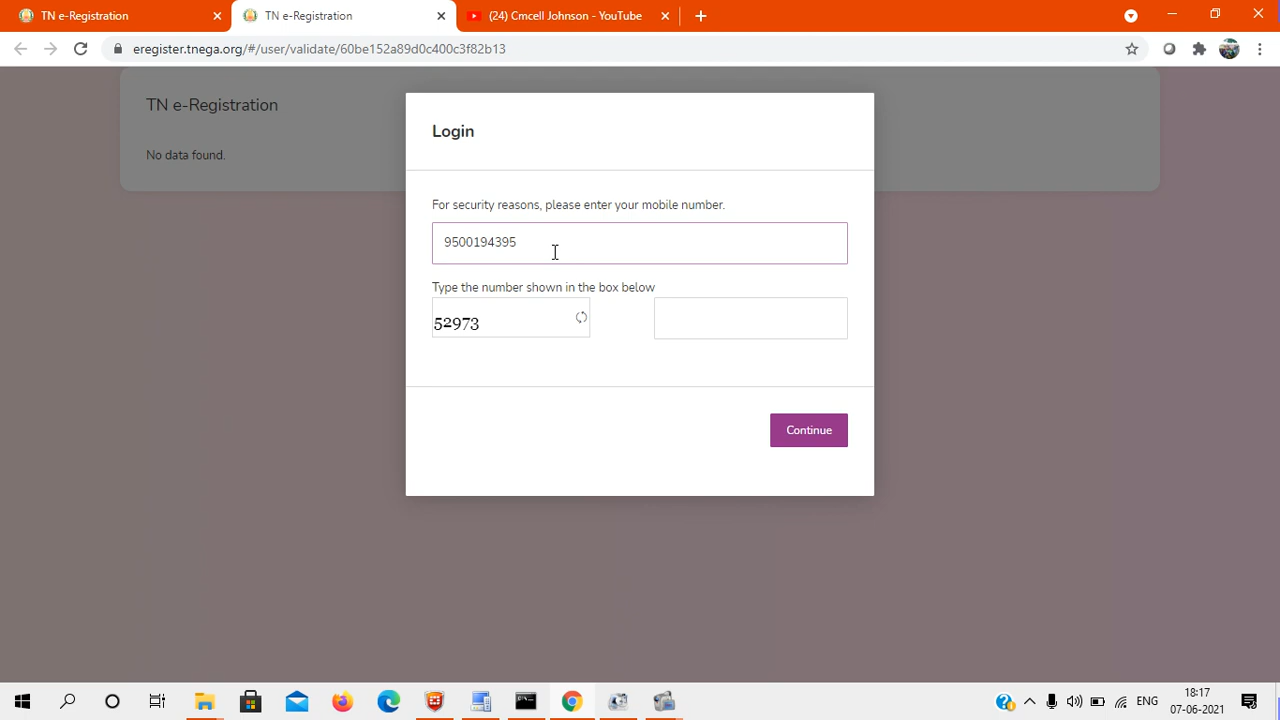 TN e-Registration
TN e-Registration
(24) Cmcell Johnson - YouTube
eregister.tnega.org/#/user/validate/60be152a89d0c400c3f82b13
TN e-Registration
No data found.
Login
For security reasons, please enter your mobile number.
9500194395
Type the number shown in the box below
52973
Continue
ENG
18:17
07-06-2021